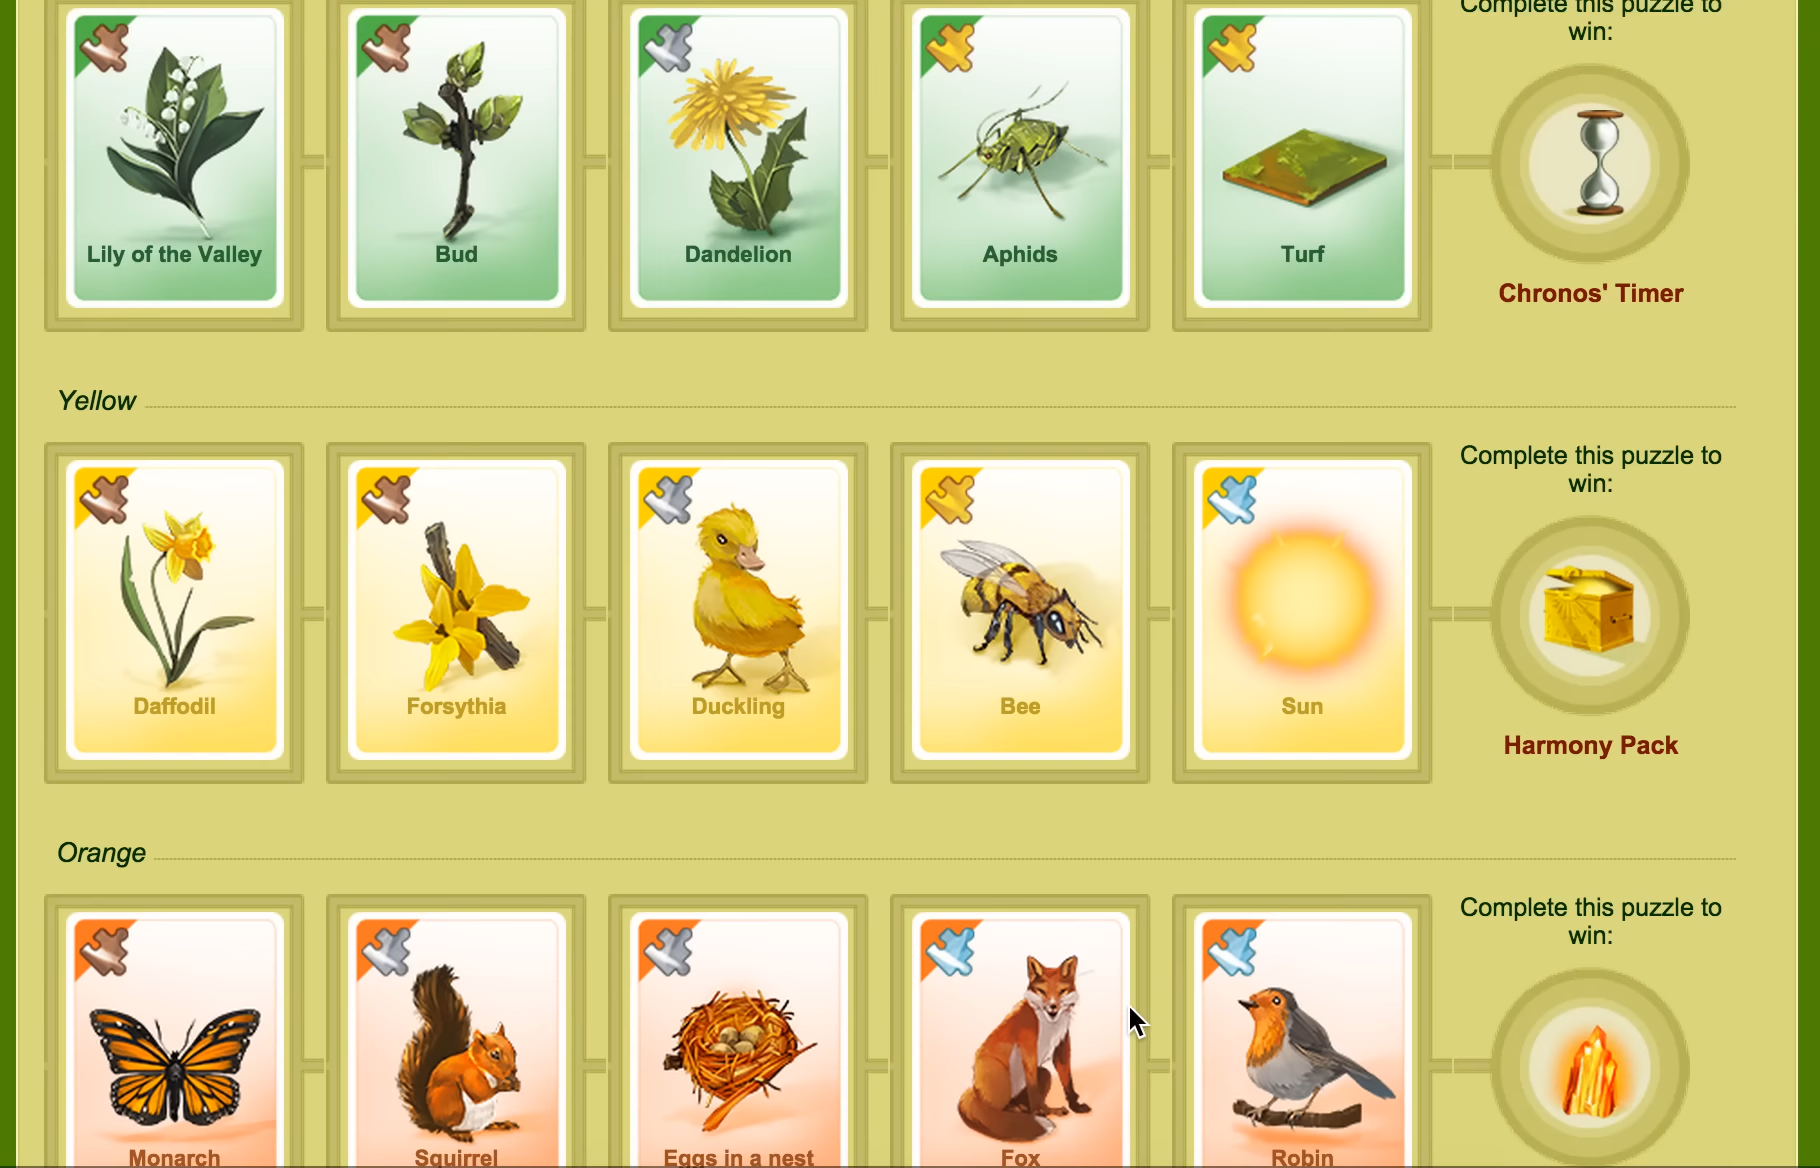 Complete this puzzle to
win:
Lily of the Valley
Bud
Dandelion
Aphids
Turf
Chronos' Timer
Yellow
Complete this puzzle to
win:
Daffodil
Forsythia
Duckling
Bee
Sun
Harmony Pack
Orange
Complete this puzzle to
win:
Monarch
Squirrel
Eggs in a nest
Fox
Robin